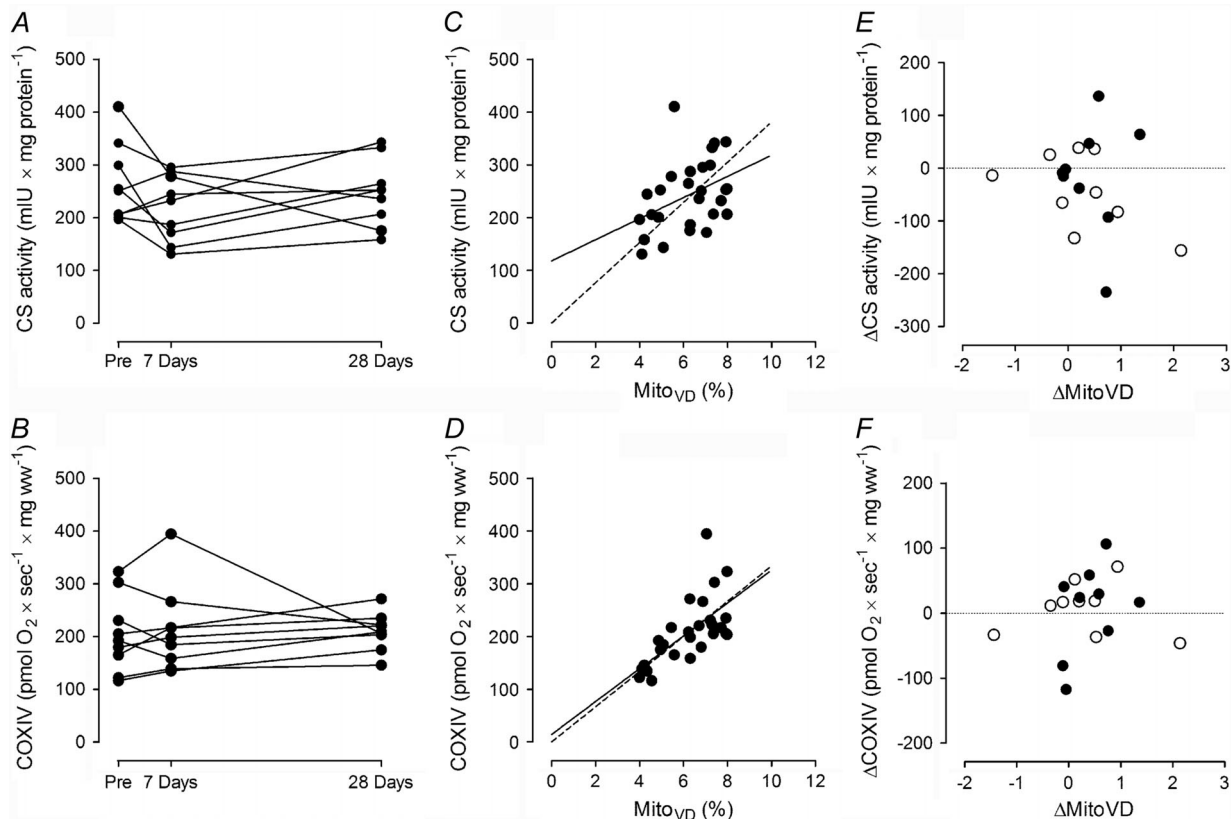 A
CS activity (mIU × mg protein⁻¹)
500
400
300
200
100
0
Pre 7 Days 28 Days
C
CS activity (mIU × mg protein⁻¹)
500
400
300
200
100
0
0 2 4 6 8 10 12
Mito_VD (%)
E
ΔCS activity (mIU × mg protein⁻¹)
200
100
0
-100
-200
-300
-2 -1 0 1 2 3
ΔMitoVD
B
COXIV (pmol O₂ × sec⁻¹ × mg ww⁻¹)
500
400
300
200
100
0
Pre 7 Days 28 Days
D
COXIV (pmol O₂ × sec⁻¹ × mg ww⁻¹)
500
400
300
200
100
0
0 2 4 6 8 10 12
Mito_VD (%)
F
ΔCOXIV (pmol O₂ × sec⁻¹ × mg ww⁻¹)
200
100
0
-100
-200
-2 -1 0 1 2 3
ΔMitoVD